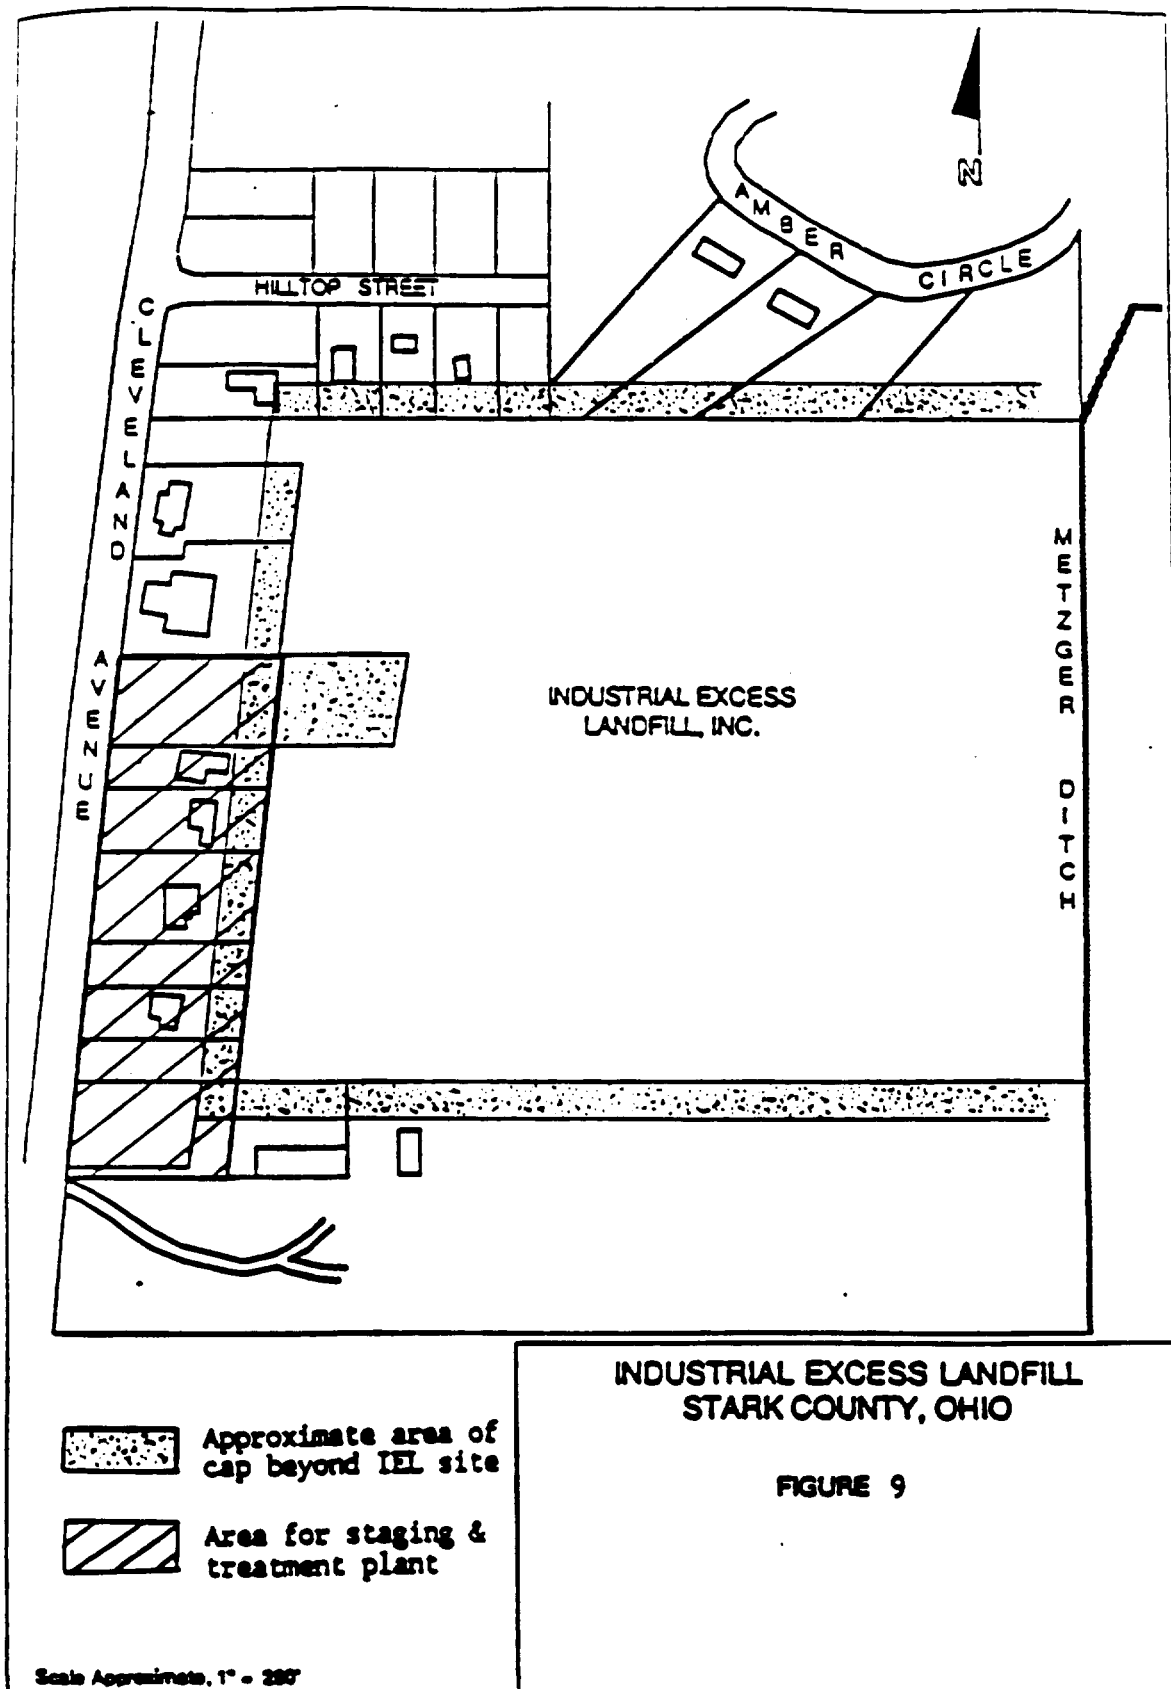 N
AMBER CIRCLE
HILLTOP STREET
CLEVELAND AVENUE
METZGER DITCH
INDUSTRIAL EXCESS
LANDFILL, INC.
INDUSTRIAL EXCESS LANDFILL
STARK COUNTY, OHIO
FIGURE 9
Approximate area of
cap beyond IEL site
Area for staging &
treatment plant
Scale Approximate, 1" =